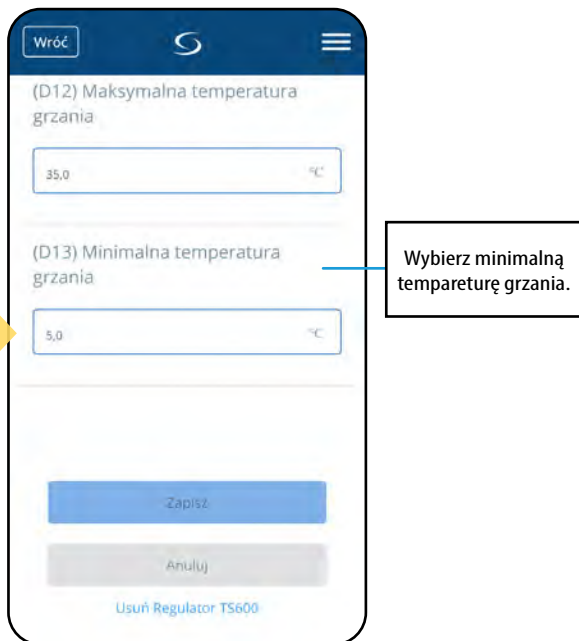 Wróć
(D12) Maksymalna temperatura
grzania
35,0 °C
(D13) Minimalna temperatura
grzania
5,0 °C
Wybierz minimalną
tempareturę grzania.
Zapisz
Anuluj
Usuń Regulator TS600